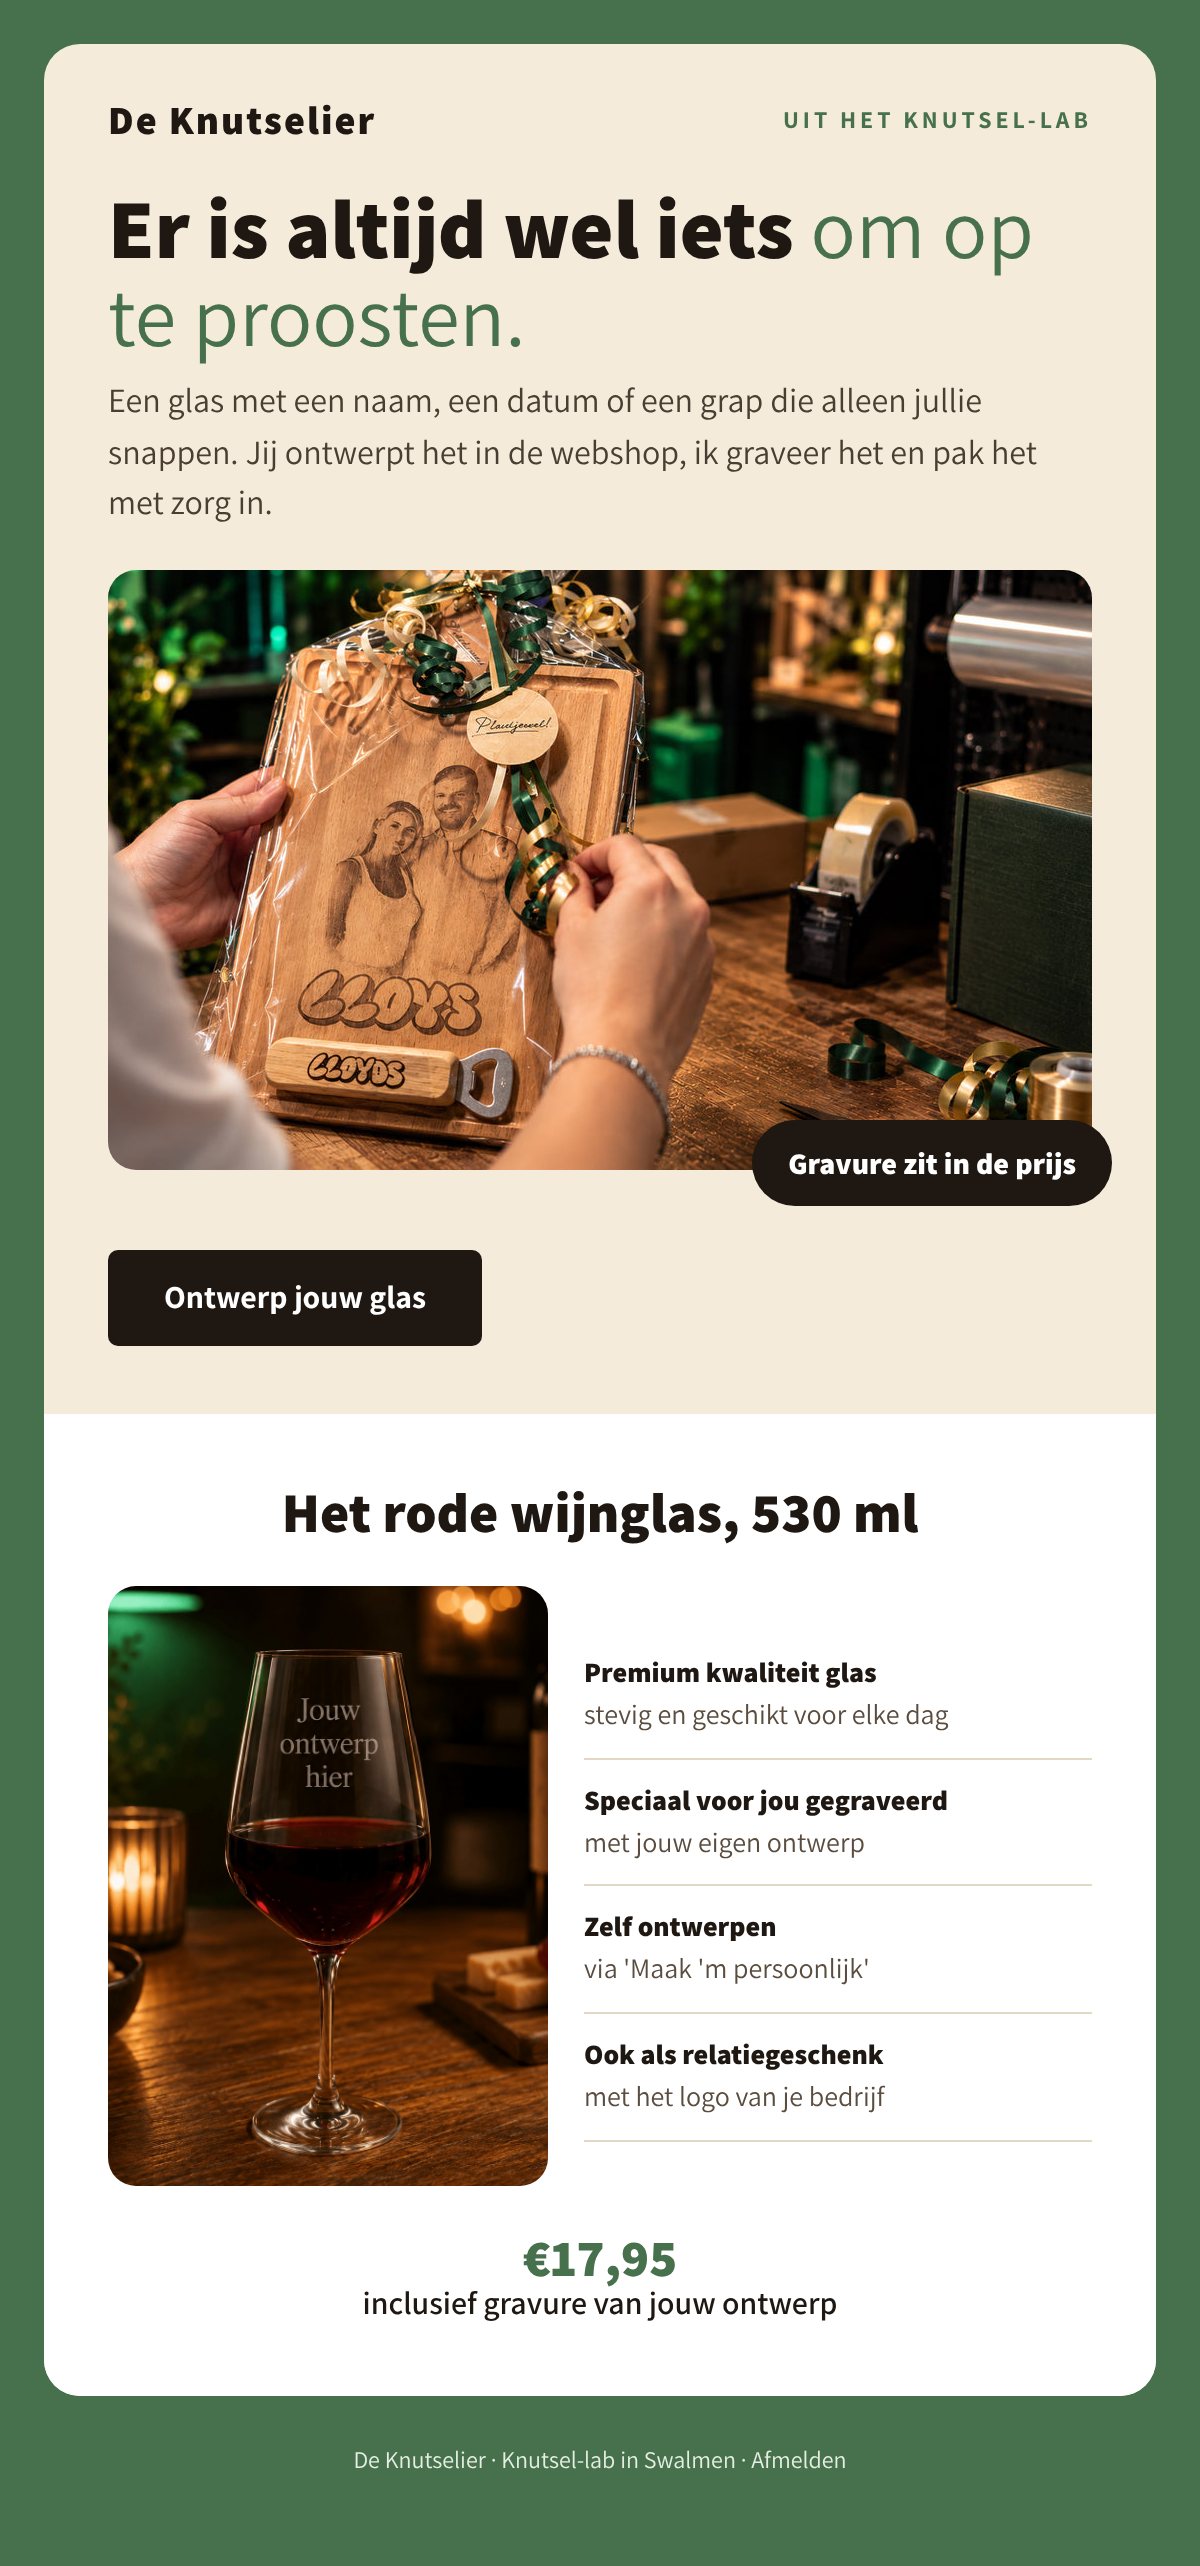 De Knutselier
UIT HET KNUTSEL-LAB
Er is altijd wel iets om op
te proosten.
Een glas met een naam, een datum of een grap die alleen jullie
snappen. Jij ontwerpt het in de webshop, ik graveer het en pak het
met zorg in.
LLOYS
LLOYDS
Gravure zit in de prijs
Ontwerp jouw glas
Het rode wijnglas, 530 ml
Jouw
ontwerp
hier
Premium kwaliteit glas
stevig en geschikt voor elke dag
Speciaal voor jou gegraveerd
met jouw eigen ontwerp
Zelf ontwerpen
via 'Maak 'm persoonlijk'
Ook als relatiegeschenk
met het logo van je bedrijf
€17,95
inclusief gravure van jouw ontwerp
De Knutselier · Knutsel-lab in Swalmen · Afmelden